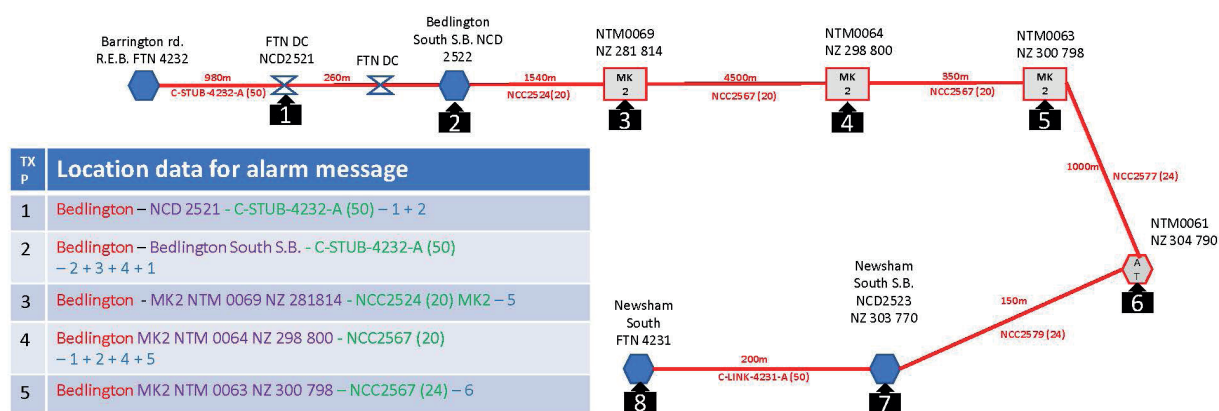 Barrington rd.
R.E.B. FTN 4232
FTN DC
NCD2521
FTN DC
Bedlington
South S.B. NCD
2522
NTM0069
NZ 281 814
NTM0064
NZ 298 800
NTM0063
NZ 300 798
980m
C-STUB-4232-A (50)
260m
1540m
NCC2524(20)
4500m
NCC2567 (20)
350m
NCC2567 (20)
MK
2
MK
2
MK
2
1
2
3
4
5
1000m
NCC2577 (24)
NTM0061
NZ 304 790
A
T
6
150m
NCC2579 (24)
Newsham
South S.B.
NCD2523
NZ 303 770
7
200m
C-LINK-4231-A (50)
Newsham
South
FTN 4231
8
TX
P
Location data for alarm message
1 Bedlington – NCD 2521 - C-STUB-4232-A (50) – 1 + 2
2 Bedlington – Bedlington South S.B. - C-STUB-4232-A (50)
– 2 + 3 + 4 + 1
3 Bedlington - MK2 NTM 0069 NZ 281814 - NCC2524 (20) MK2 – 5
4 Bedlington MK2 NTM 0064 NZ 298 800 - NCC2567 (20)
– 1 + 2 + 4 + 5
5 Bedlington MK2 NTM 0063 NZ 300 798 – NCC2567 (24) – 6